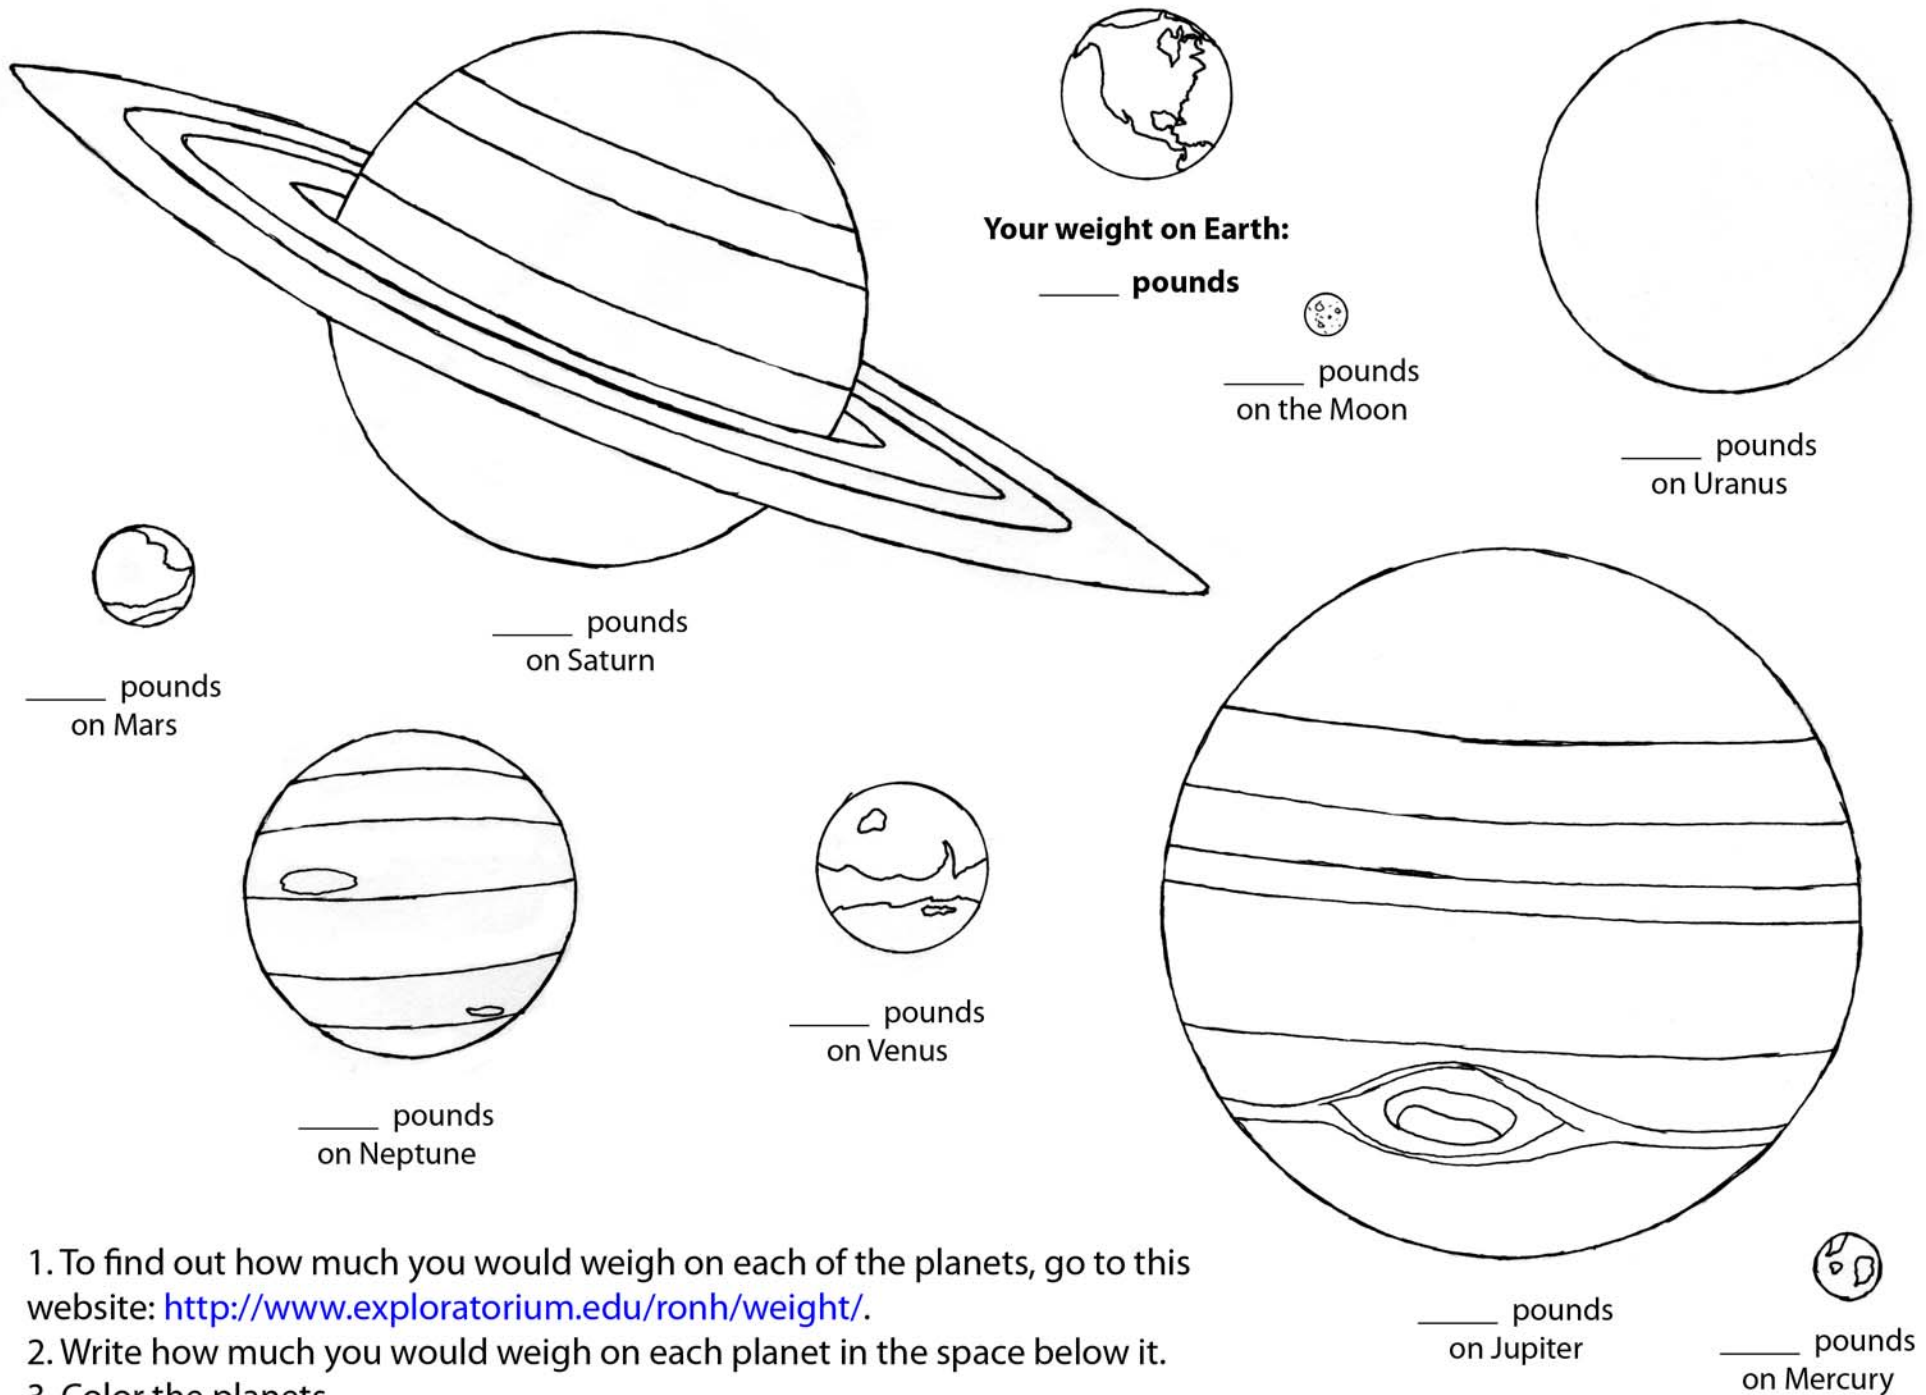 Your weight on Earth:
_____ pounds
_____ pounds
on the Moon
_____ pounds
on Uranus
_____ pounds
on Saturn
_____ pounds
on Mars
_____ pounds
on Neptune
_____ pounds
on Venus
_____ pounds
on Jupiter
_____ pounds
on Mercury
1. To find out how much you would weigh on each of the planets, go to this
website: http://www.exploratorium.edu/ronh/weight/.
2. Write how much you would weigh on each planet in the space below it.
3. Color the planets